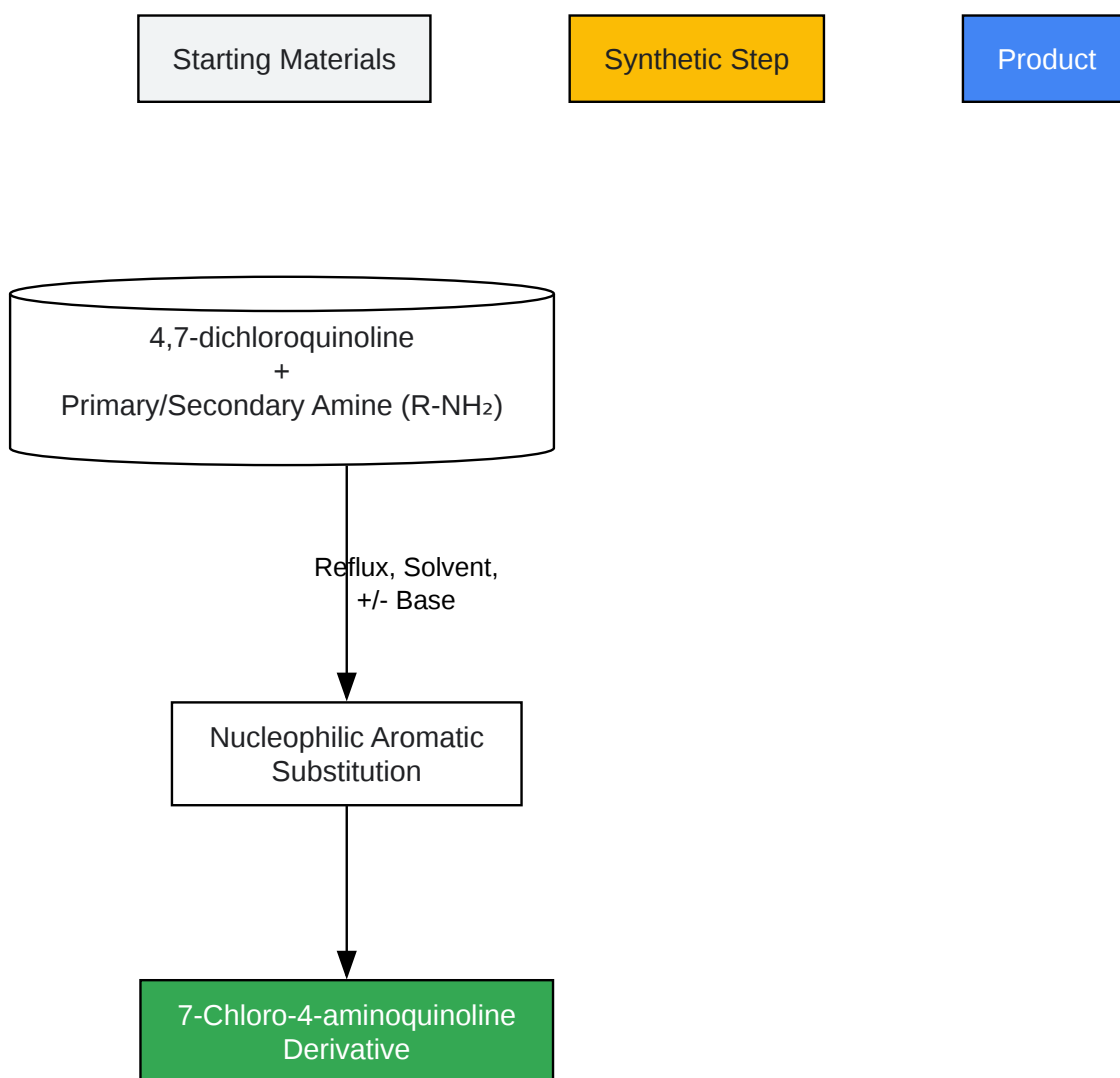 Starting Materials
Synthetic Step
Product
4,7-dichloroquinoline
+
Primary/Secondary Amine (R-NH₂)
Reflux, Solvent,
+/- Base
Nucleophilic Aromatic
Substitution
7-Chloro-4-aminoquinoline
Derivative